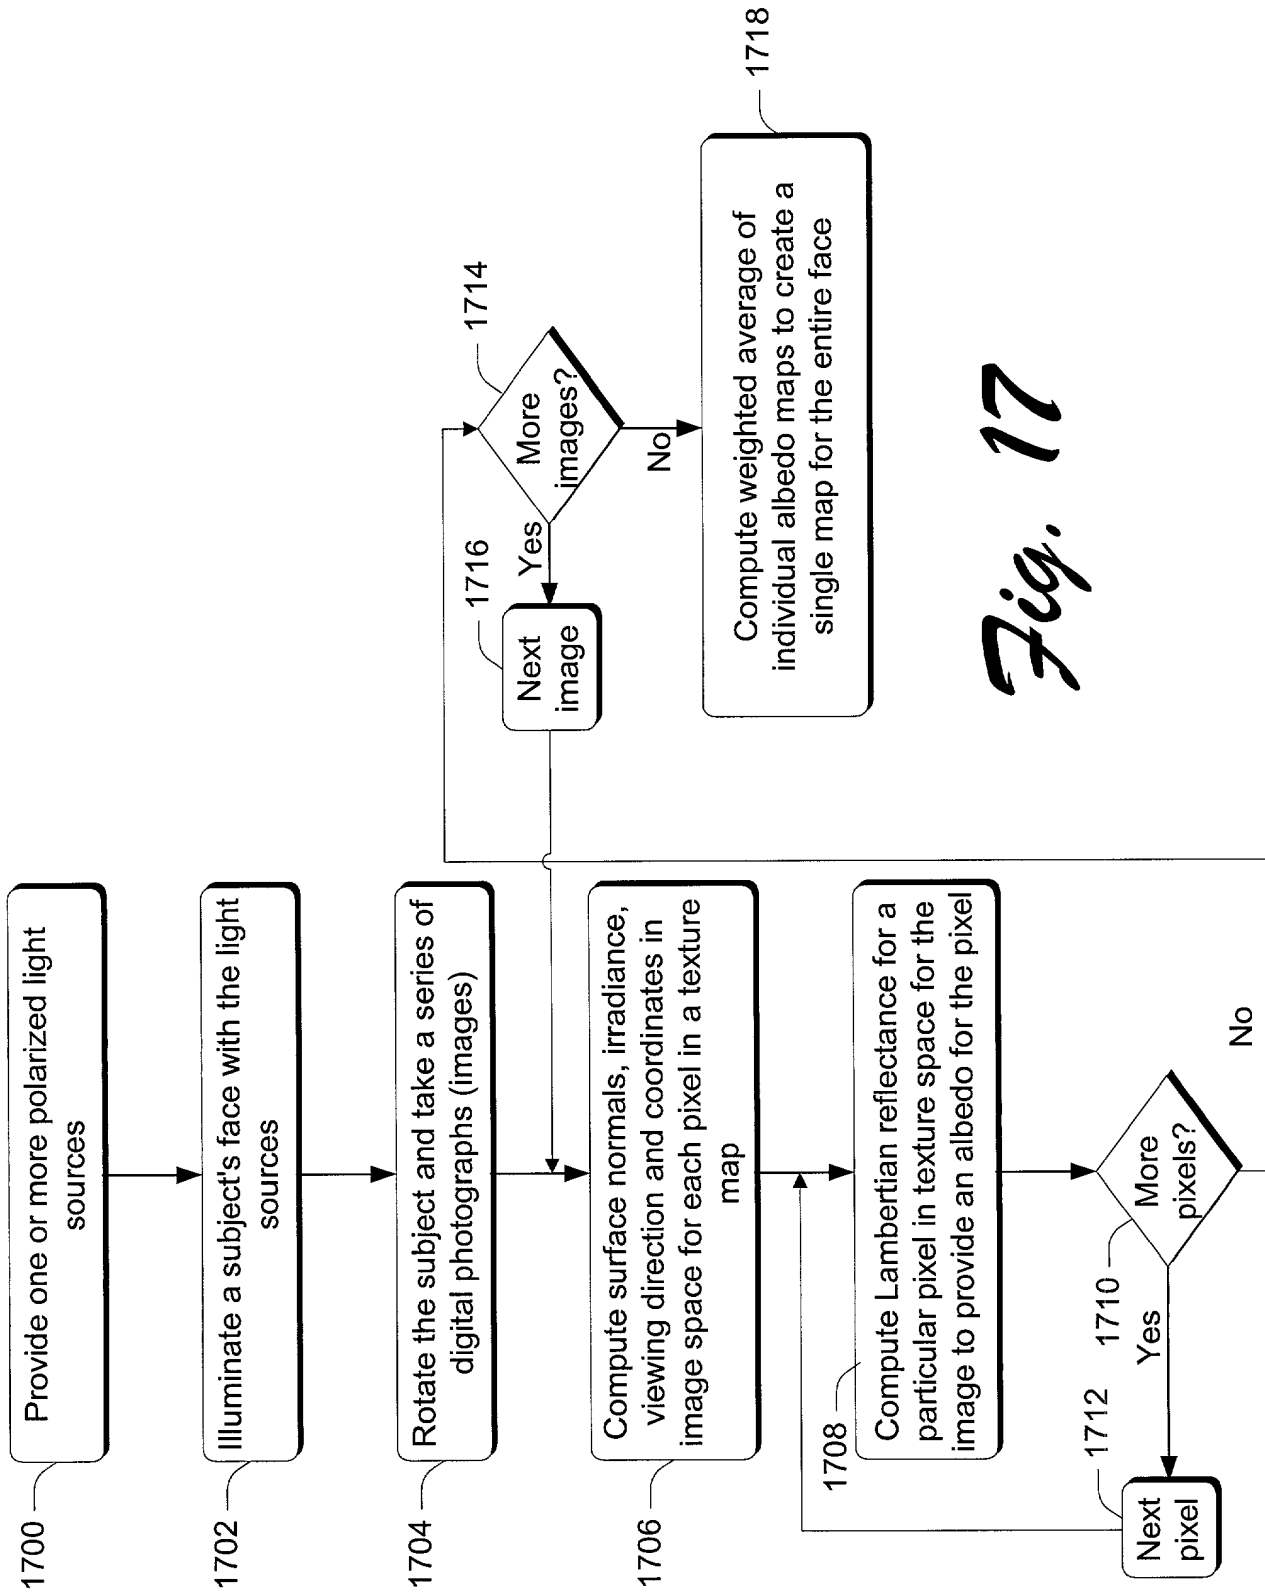 1700
Provide one or more polarized light
sources
1702
Illuminate a subject's face with the light
sources
1704
Rotate the subject and take a series of
digital photographs (images)
1706
Compute surface normals, irradiance,
viewing direction and coordinates in
image space for each pixel in a texture
map
1708
Compute Lambertian reflectance for a
particular pixel in texture space for the
image to provide an albedo for the pixel
1710
More
pixels?
Yes
No
1712
Next
pixel
1714
More
images?
Yes
No
1716
Next
image
1718
Compute weighted average of
individual albedo maps to create a
single map for the entire face
Fig. 17